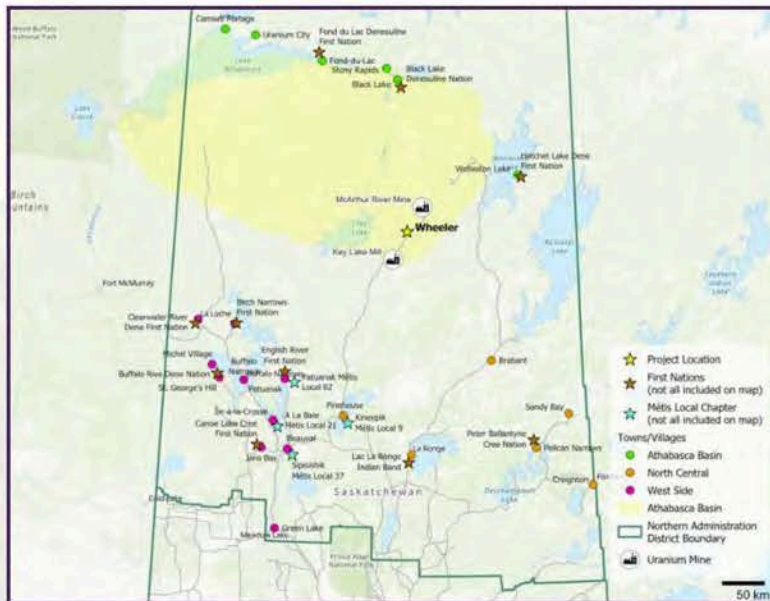 Camsell Portage
Uranium City
Fond du Lac Denesuline
First Nation
Fond-du-Lac
Stony Rapids
Black Lake
Denesuline Nation
Black Lake
Hatchet Lake Dene
First Nation
Wollaston Lake
McArthur River Mine
Wheeler
Key Lake Mill
Birch
Fort McMurray
La Loche
Birch Narrows
First Nation
Clearwater River
Dene First Nation
Michel Village
Buffalo River Dene Nation
St. George's Hill
Buffalo
Narrows
English River
First Nation
Patuanak
Patuanak Métis
Local 82
Île-à-la-Crosse
A La Baie
Métis Local 21
Canoe Lake Cree
First Nation
Jans Bay
Beauval
Sipisishik
Métis Local 37
Pinehouse
Kineepik
Métis Local 9
Lac La Ronge
Indian Band
La Ronge
Brabant
Sandy Bay
Peter Ballantyne
Cree Nation
Pelican Narrows
Creighton
Saskatchewan
Green Lake
Meadow Lake
Project Location
First Nations
(not all included on map)
Métis Local Chapter
(not all included on map)
Towns/Villages
Athabasca Basin
North Central
West Side
Athabasca Basin
Northern Administration
District Boundary
Uranium Mine
50 km